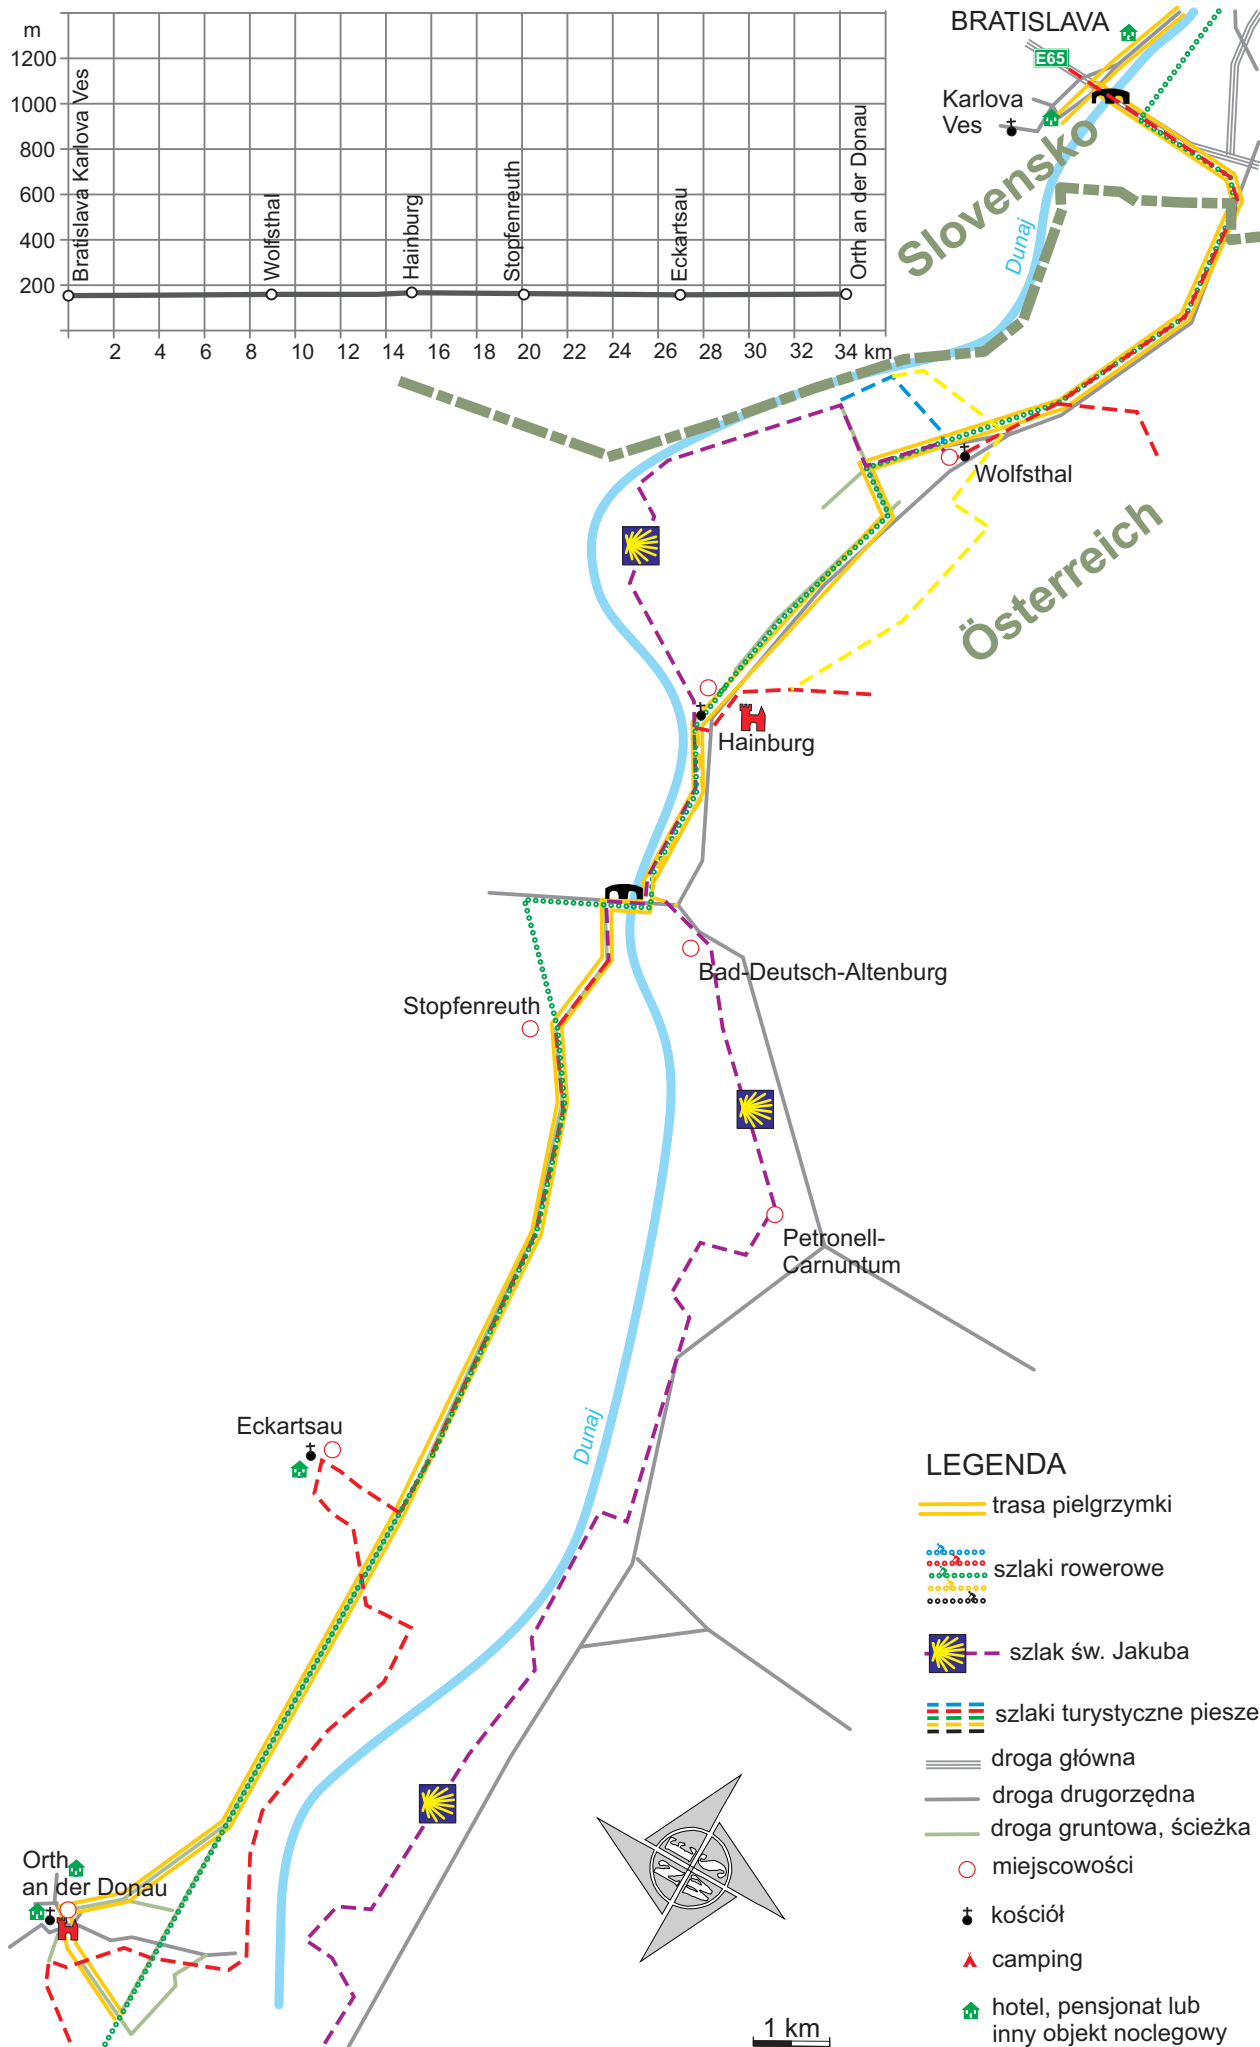 m
1200
1000
800
600
400
200
Bratislava Karlova Ves
Wolfsthal
Hainburg
Stopfenreuth
Eckartsau
Orth an der Donau
2 4 6 8 10 12 14 16 18 20 22 24 26 28 30 32 34 km
BRATISLAVA
E65
Karlova
Ves
Slovensko
Dunaj
Wolfsthal
Österreich
Hainburg
Bad-Deutsch-Altenburg
Stopfenreuth
Petronell-
Carnuntum
Eckartsau
Dunaj
Orth
an der Donau
N E
W S
1 km
LEGENDA
trasa pielgrzymki
szlaki rowerowe
szlak św. Jakuba
szlaki turystyczne piesze
droga główna
droga drugorzędna
droga gruntowa, ścieżka
miejscowości
kościół
camping
hotel, pensjonat lub
inny objekt noclegowy